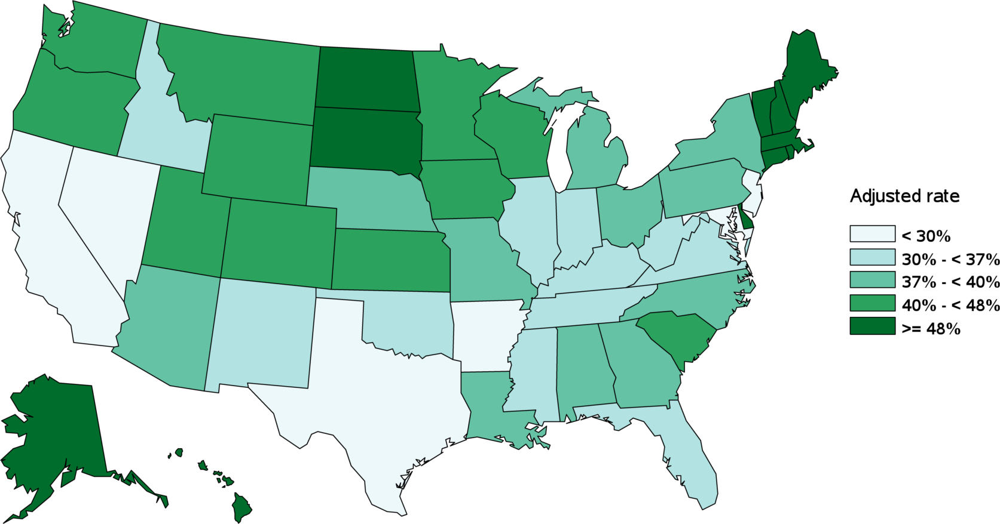 Adjusted rate
< 30%
30% - < 37%
37% - < 40%
40% - < 48%
>= 48%